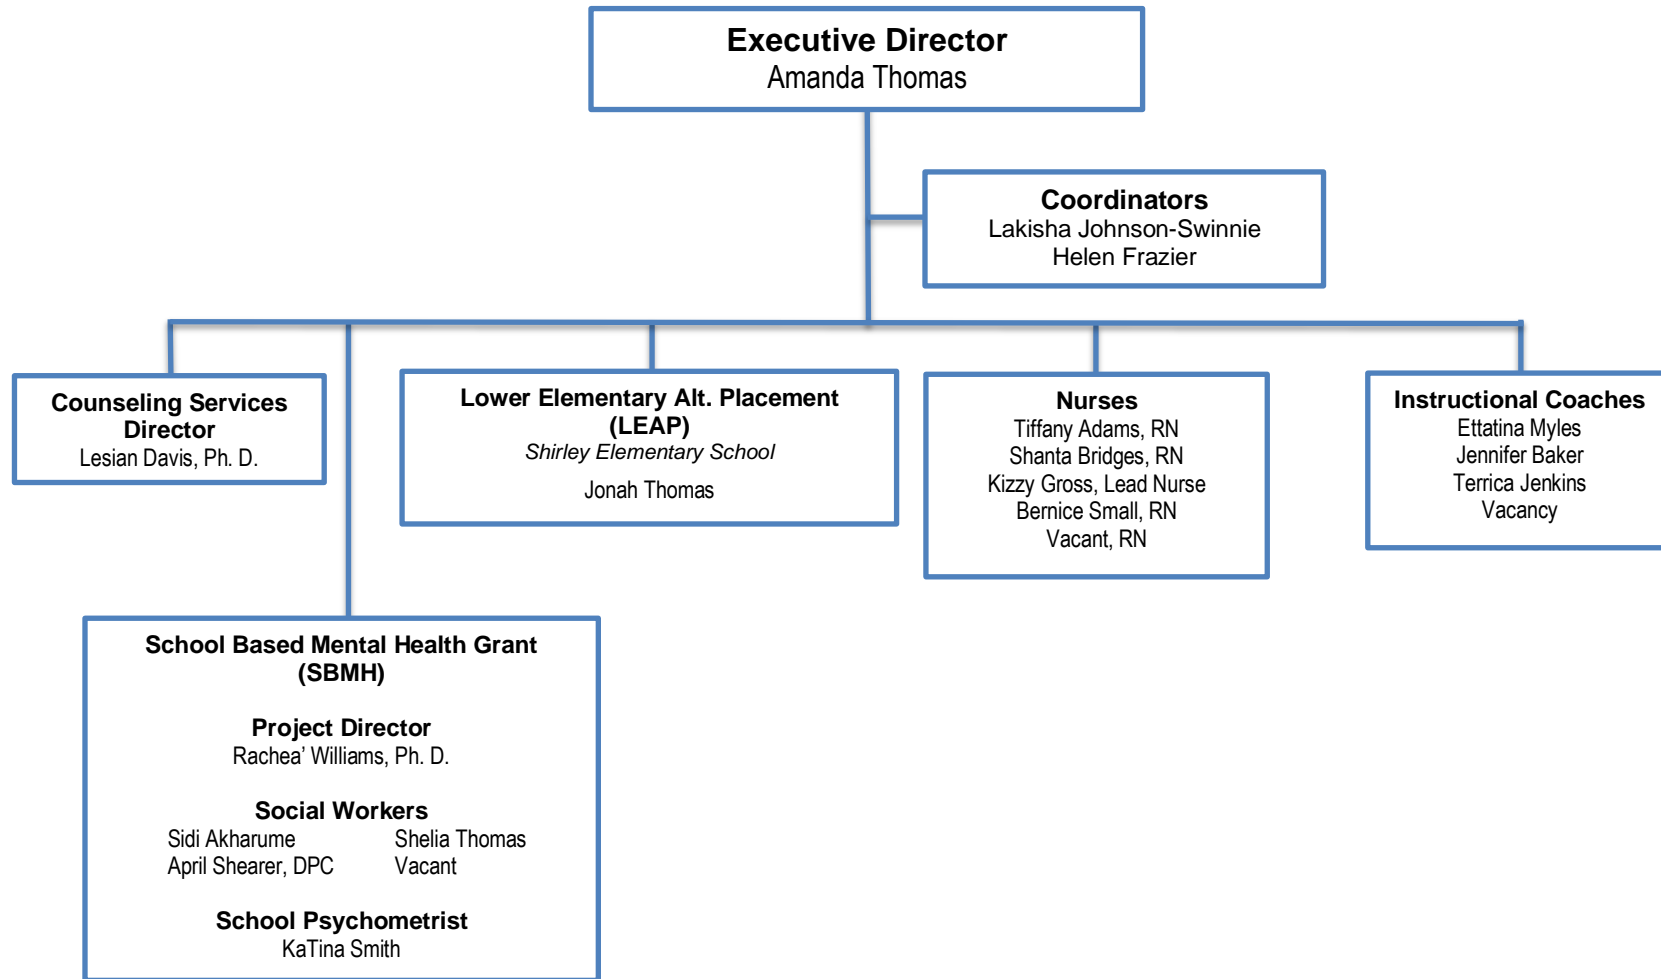 Executive Director
Amanda Thomas
Coordinators
Lakisha Johnson-Swinnie
Helen Frazier
Counseling Services
Director
Lesian Davis, Ph. D.
Lower Elementary Alt. Placement
(LEAP)
Shirley Elementary School
Jonah Thomas
Nurses
Tiffany Adams, RN
Shanta Bridges, RN
Kizzy Gross, Lead Nurse
Bernice Small, RN
Vacant, RN
Instructional Coaches
Ettatina Myles
Jennifer Baker
Terrica Jenkins
Vacancy
School Based Mental Health Grant
(SBMH)
Project Director
Rachea’ Williams, Ph. D.
Social Workers
Sidi Akharume Shelia Thomas
April Shearer, DPC Vacant
School Psychometrist
KaTina Smith